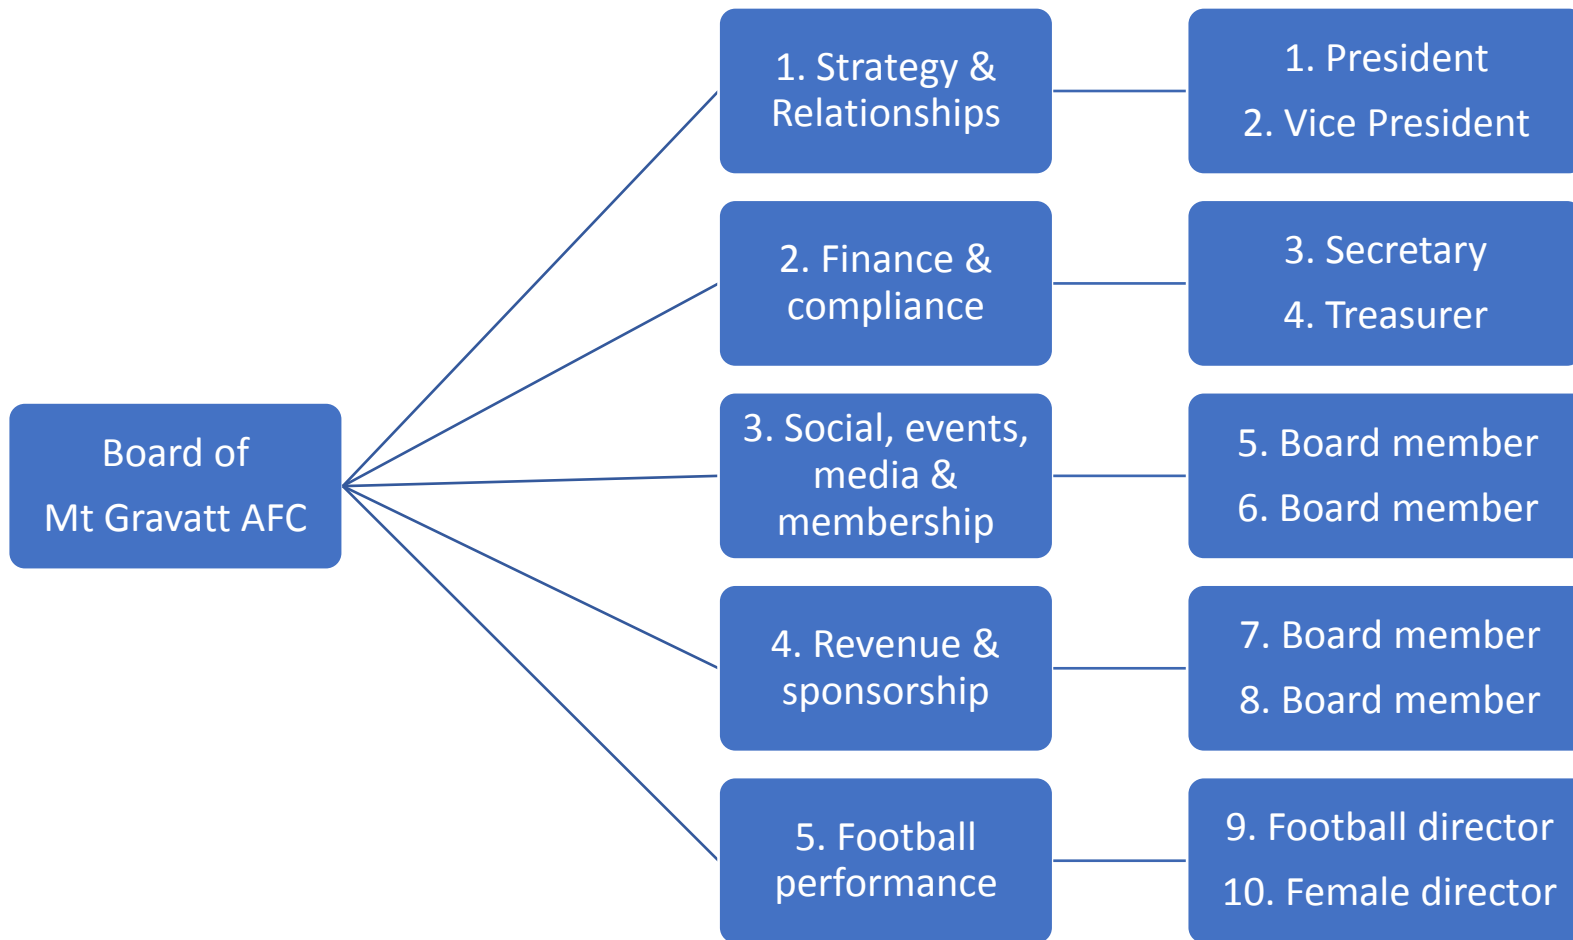 1. Strategy &
Relationships
1. President
2. Vice President
2. Finance &
compliance
3. Secretary
4. Treasurer
Board of
Mt Gravatt AFC
3. Social, events,
media &
membership
5. Board member
6. Board member
4. Revenue &
sponsorship
7. Board member
8. Board member
5. Football
performance
9. Football director
10. Female director